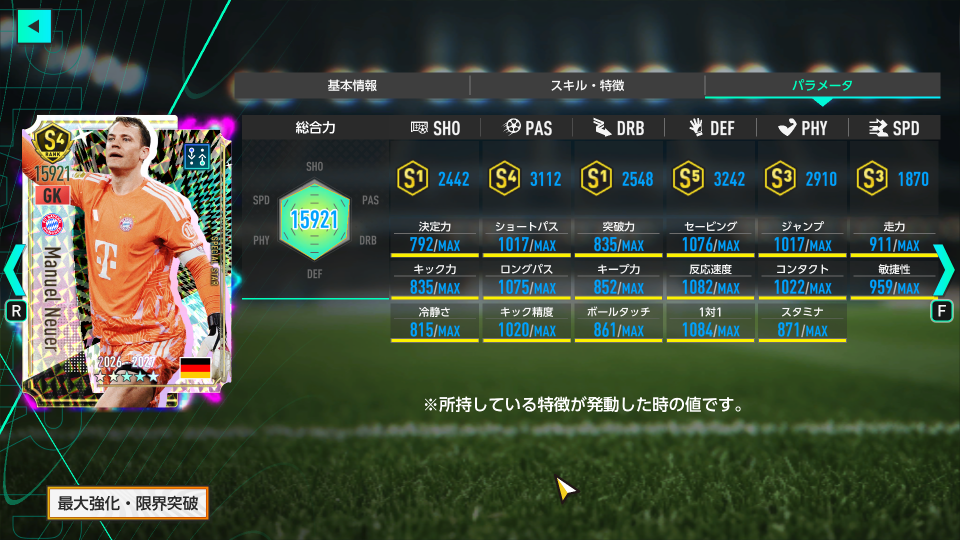 基本情報
スキル・特徴
パラメータ
総合力
SHO
PAS
DRB
DEF
PHY
SPD
S1 2442
S4 3112
S1 2548
S5 3242
S3 2910
S3 1870
SHO
SPD
PAS
15921
PHY
DRB
DEF
決定力
792/MAX
ショートパス
1017/MAX
突破力
835/MAX
セービング
1076/MAX
ジャンプ
1017/MAX
走力
911/MAX
キック力
835/MAX
ロングパス
1075/MAX
キープ力
852/MAX
反応速度
1082/MAX
コンタクト
1022/MAX
敏捷性
959/MAX
冷静さ
815/MAX
キック精度
1020/MAX
ボールタッチ
861/MAX
1対1
1084/MAX
スタミナ
871/MAX
S4
RANK
15921
GK
Manuel Neuer
SPECIAL STAR
T
2026-2027
R
F
※所持している特徴が発動した時の値です。
最大強化・限界突破